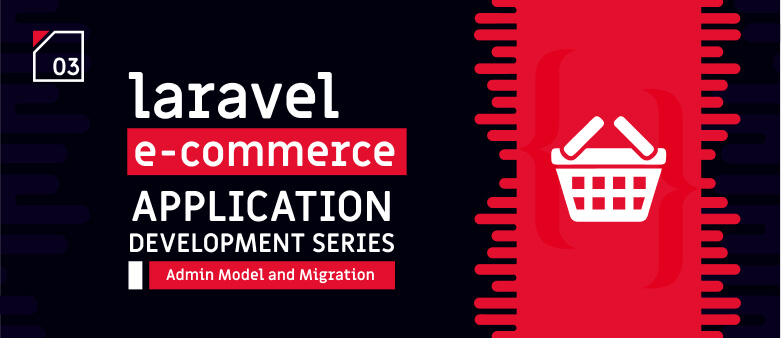 03
laravel
e-commerce
APPLICATION
DEVELOPMENT SERIES
Admin Model and Migration